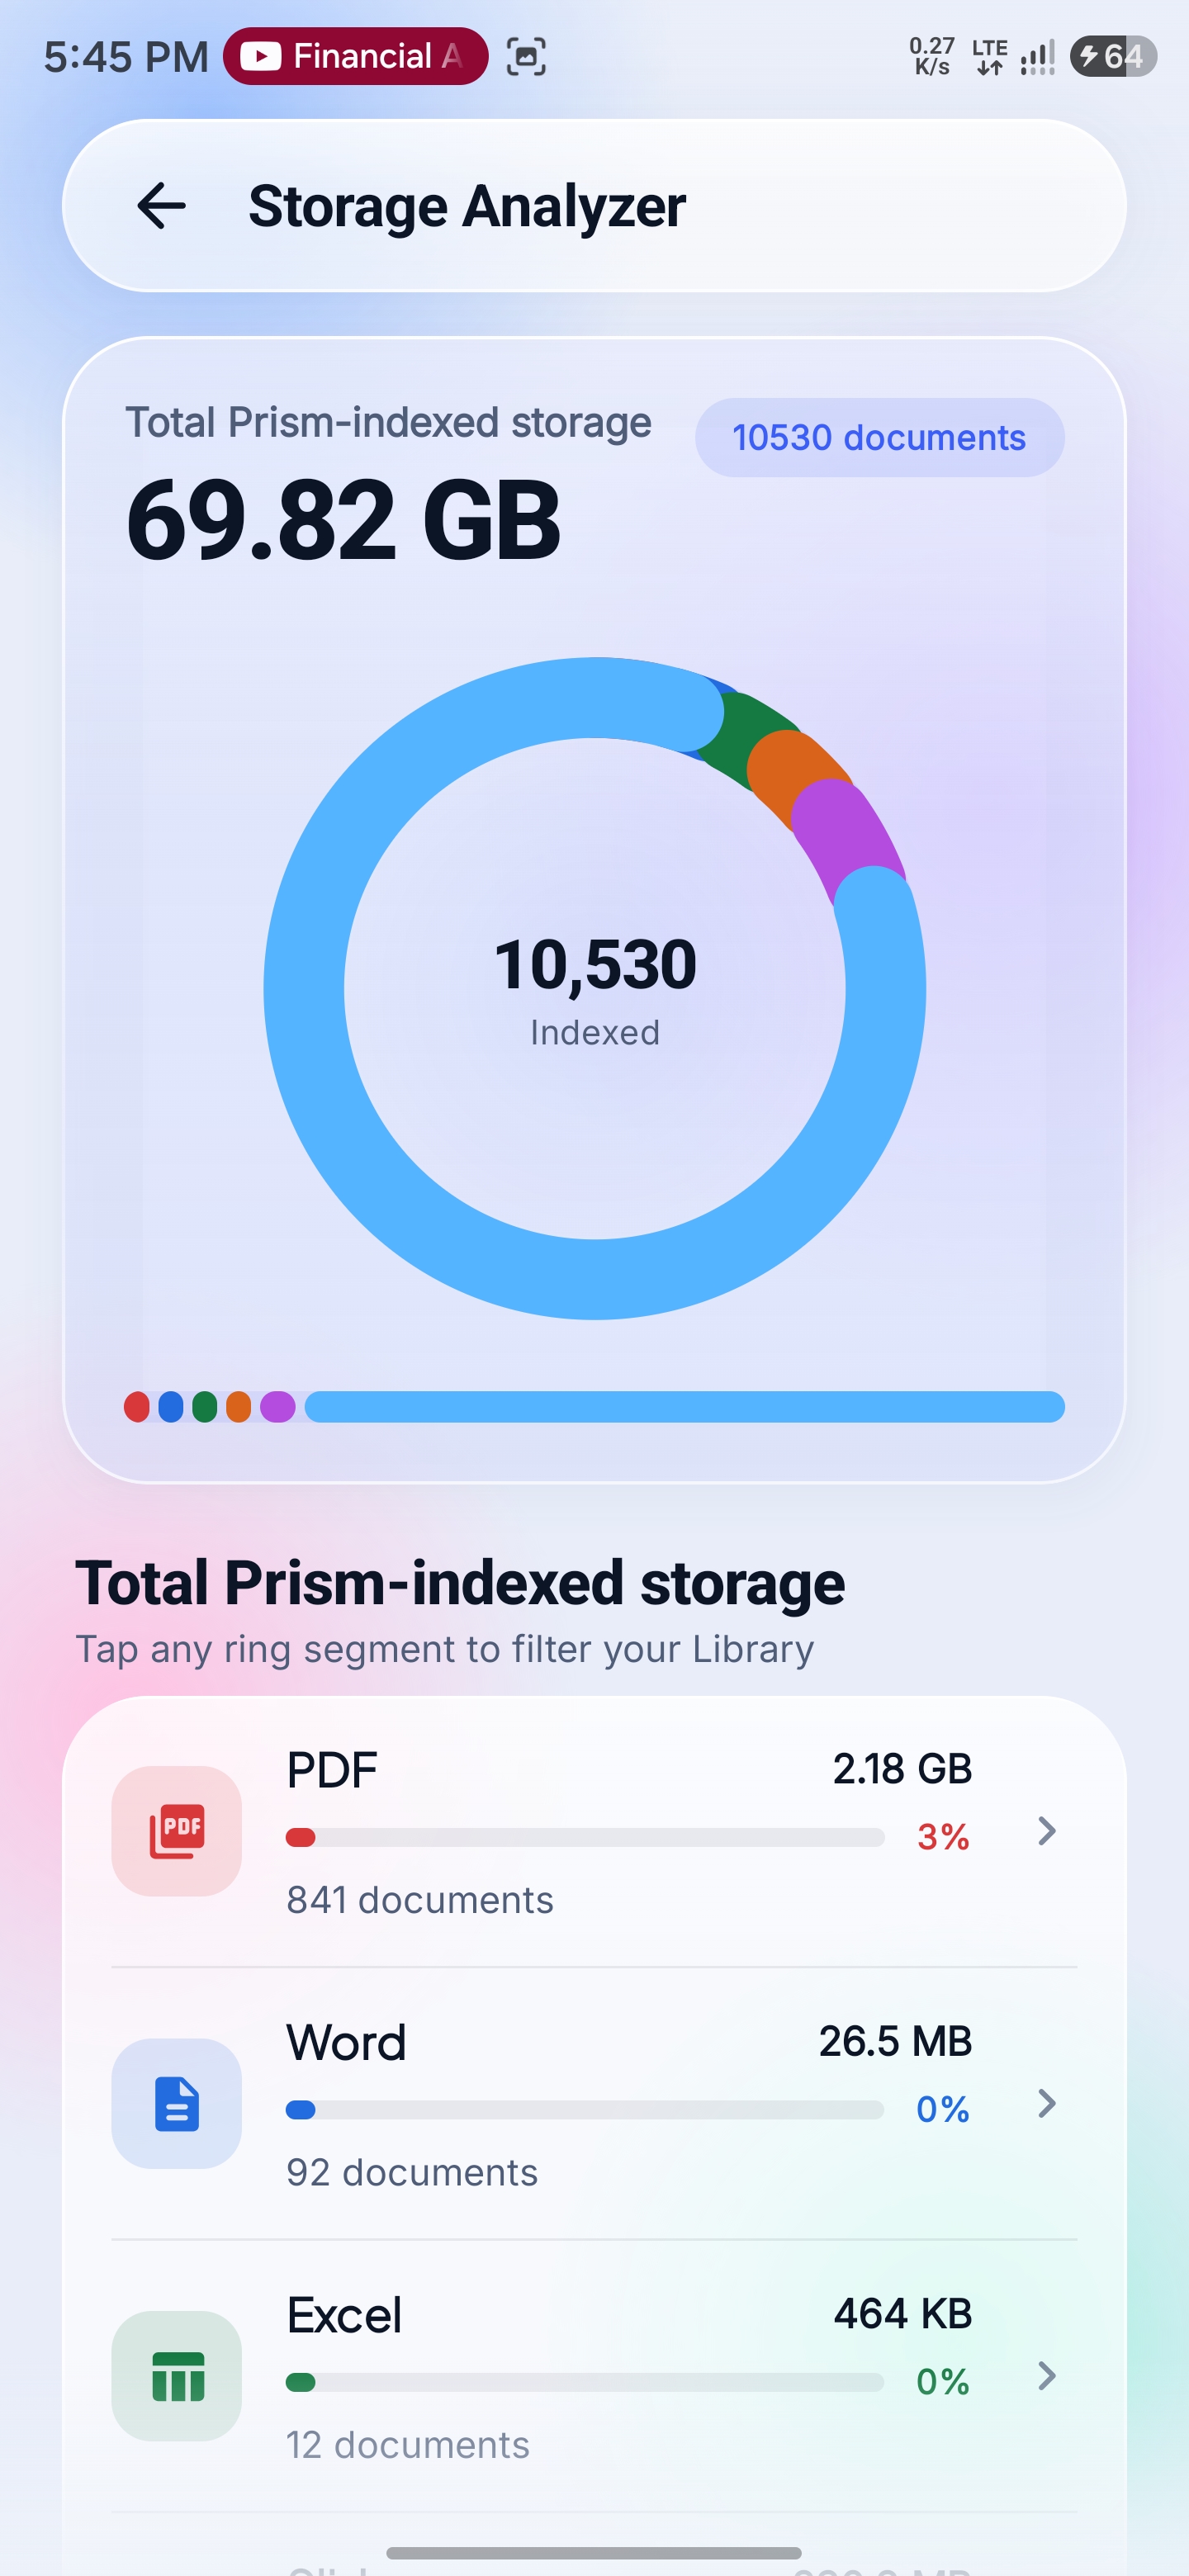 5:45 PM
Financial A
0.27 K/s
LTE
64
Storage Analyzer
Total Prism-indexed storage
10530 documents
69.82 GB
10,530
Indexed
Total Prism-indexed storage
Tap any ring segment to filter your Library
PDF
PDF
2.18 GB
3%
841 documents
Word
26.5 MB
0%
92 documents
Excel
464 KB
0%
12 documents